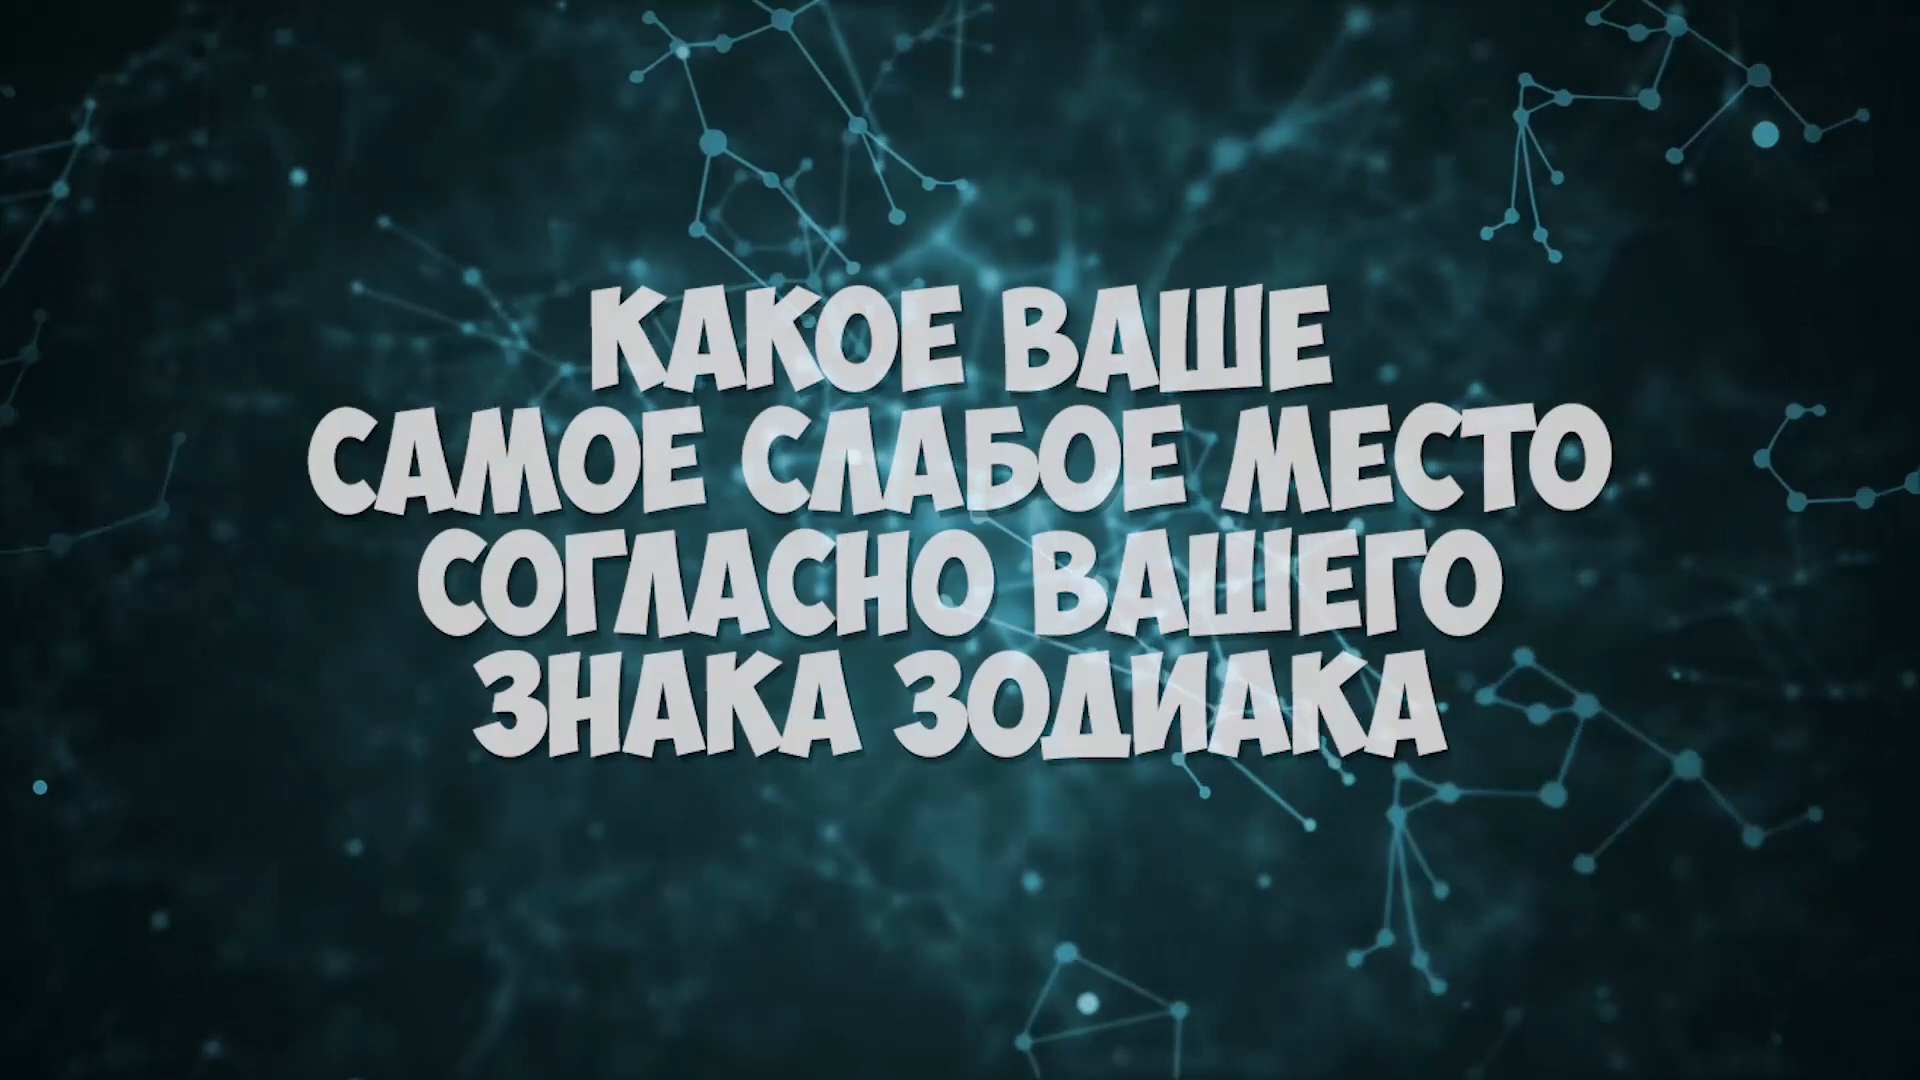 КАКОЕ ВАШЕ
САМОЕ СЛАБОЕ МЕСТО
СОГЛАСНО ВАШЕГО
ЗНАКА ЗОДИАКА